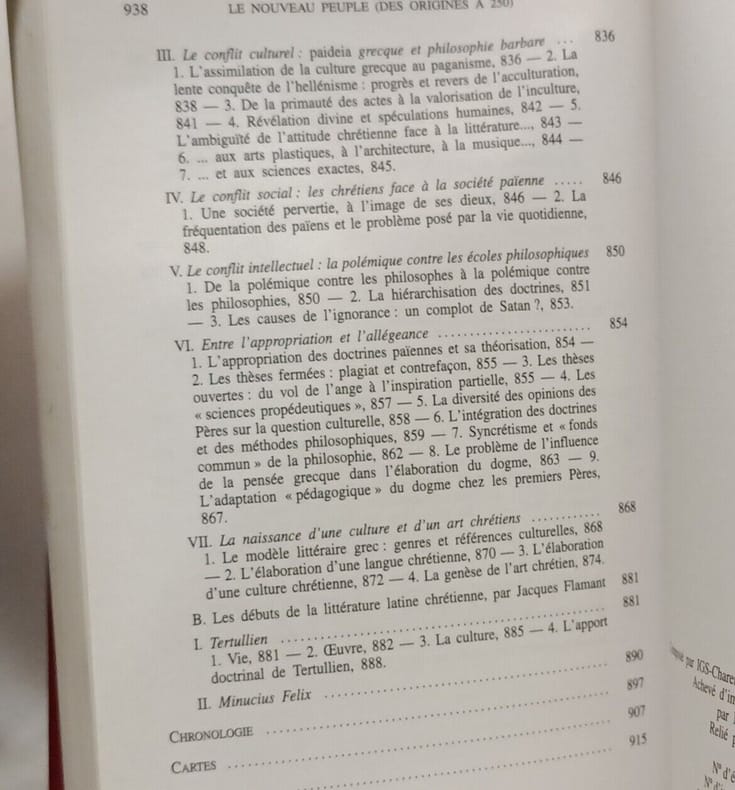 938 LE NOUVEAU PEUPLE (DES ORIGINES À 250)
III. Le conflit culturel : paideia grecque et philosophie barbare ... 836
1. L'assimilation de la culture grecque au paganisme, 836 — 2. La
lente conquête de l'hellénisme : progrès et revers de l'acculturation,
838 — 3. De la primauté des actes à la valorisation de l'inculture,
841 — 4. Révélation divine et spéculations humaines, 842 — 5.
L'ambiguïté de l'attitude chrétienne face à la littérature..., 843 —
6. ... aux arts plastiques, à l'architecture, à la musique..., 844 —
7. ... et aux sciences exactes, 845.
IV. Le conflit social : les chrétiens face à la société païenne ..... 846
1. Une société pervertie, à l'image de ses dieux, 846 — 2. La
fréquentation des païens et le problème posé par la vie quotidienne,
848.
V. Le conflit intellectuel : la polémique contre les écoles philosophiques 850
1. De la polémique contre les philosophes à la polémique contre
les philosophies, 850 — 2. La hiérarchisation des doctrines, 851
— 3. Les causes de l'ignorance : un complot de Satan ?, 853.
VI. Entre l'appropriation et l'allégeance ........................ 854
1. L'appropriation des doctrines païennes et sa théorisation, 854 —
2. Les thèses fermées : plagiat et contrefaçon, 855 — 3. Les thèses
ouvertes : du vol de l'ange à l'inspiration partielle, 855 — 4. Les
« sciences propédeutiques », 857 — 5. La diversité des opinions des
Pères sur la question culturelle, 858 — 6. L'intégration des doctrines
et des méthodes philosophiques, 859 — 7. Syncrétisme et « fonds
commun » de la philosophie, 862 — 8. Le problème de l'influence
de la pensée grecque dans l'élaboration du dogme, 863 — 9.
L'adaptation « pédagogique » du dogme chez les premiers Pères,
867.
VII. La naissance d'une culture et d'un art chrétiens ............ 868
1. Le modèle littéraire grec : genres et références culturelles, 868
— 2. L'élaboration d'une langue chrétienne, 870 — 3. L'élaboration
d'une culture chrétienne, 872 — 4. La genèse de l'art chrétien, 874.
B. Les débuts de la littérature latine chrétienne, par Jacques Flamant 881
I. Tertullien ........................ 881
1. Vie, 881 — 2. Œuvre, 882 — 3. La culture, 885 — 4. L'apport
doctrinal de Tertullien, 888.
II. Minucius Felix ........................ 890
CHRONOLOGIE ........................ 897
CARTES ........................ 907
915
par IGS-Charen
Achevé d'im
par
Relié p
N° d'é
N° d'i